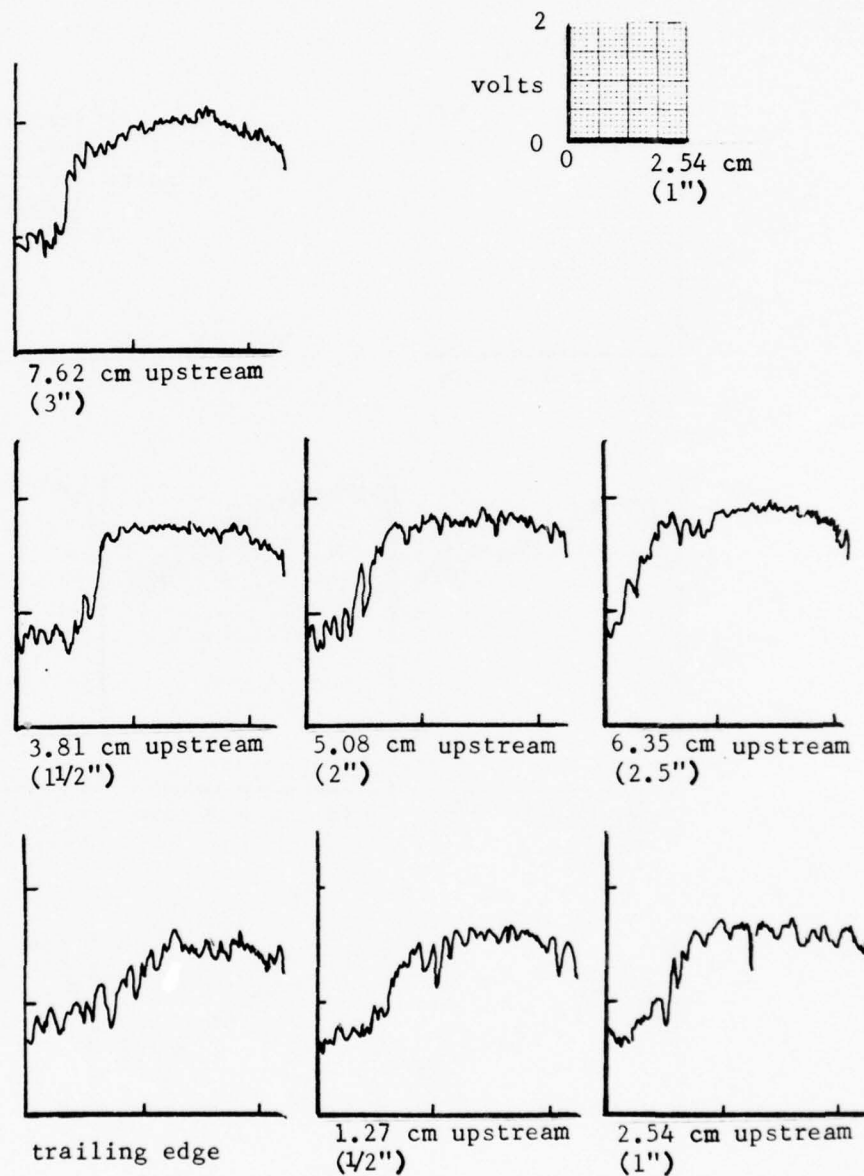 2
volts
0
0
2.54 cm
(1")
7.62 cm upstream
(3")
3.81 cm upstream
(1½")
5.08 cm upstream
(2")
6.35 cm upstream
(2.5")
trailing edge
1.27 cm upstream
(½")
2.54 cm upstream
(1")